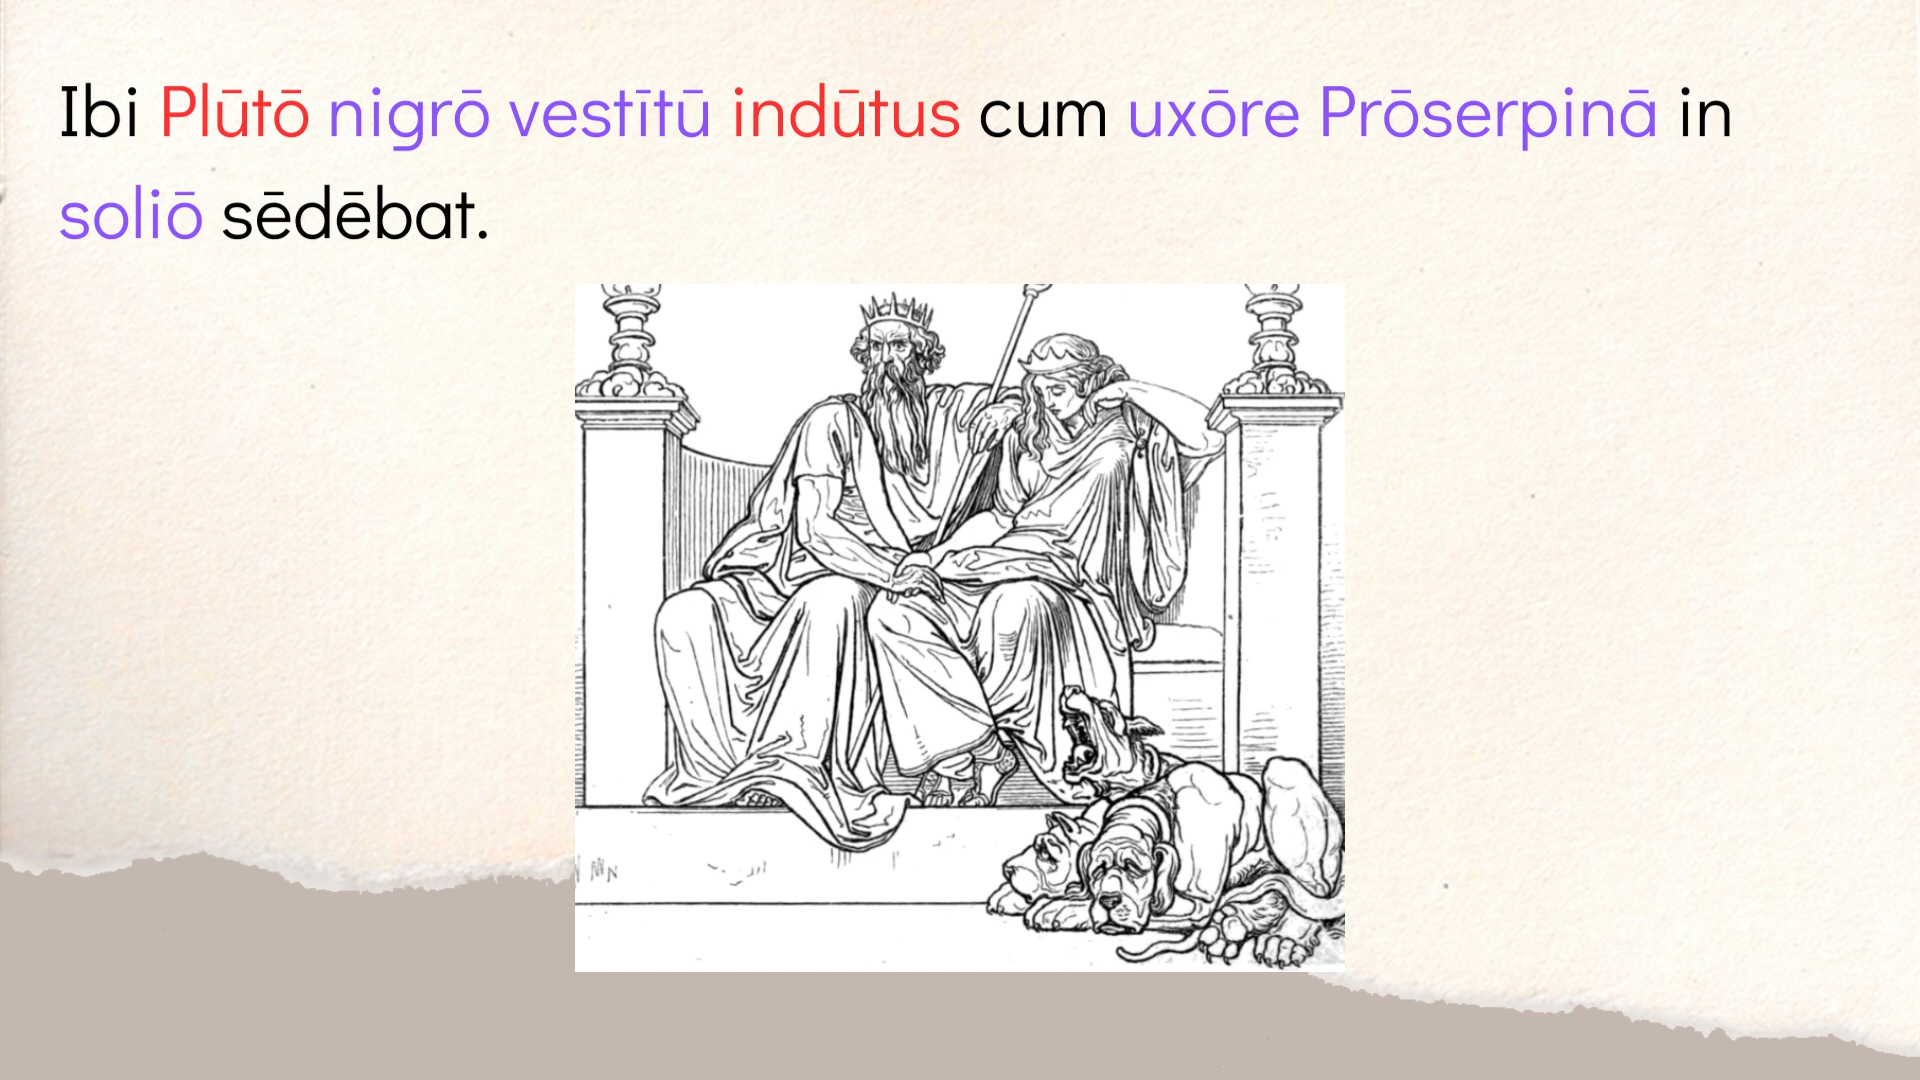 Ibi Plūtō nigrō vestītū indūtus cum uxōre Prōserpinā in
soliō sēdēbat.